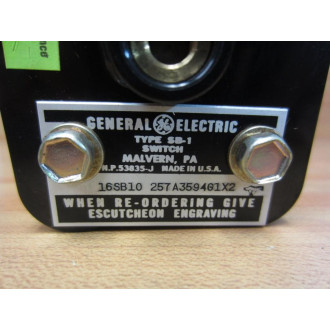 GENERAL GE ELECTRIC
TYPE SB-1
SWITCH
MALVERN, PA
N.P.53835-J MADE IN U.S.A.
16SB10 257A359401X2
WHEN RE-ORDERING GIVE
ESCUTCHEON ENGRAVING